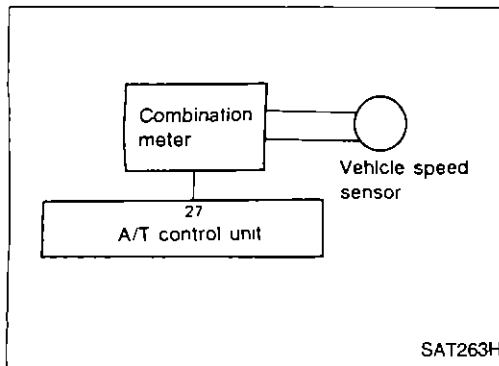 Combination
meter
Vehicle speed
sensor
27
A/T control unit
SAT263H